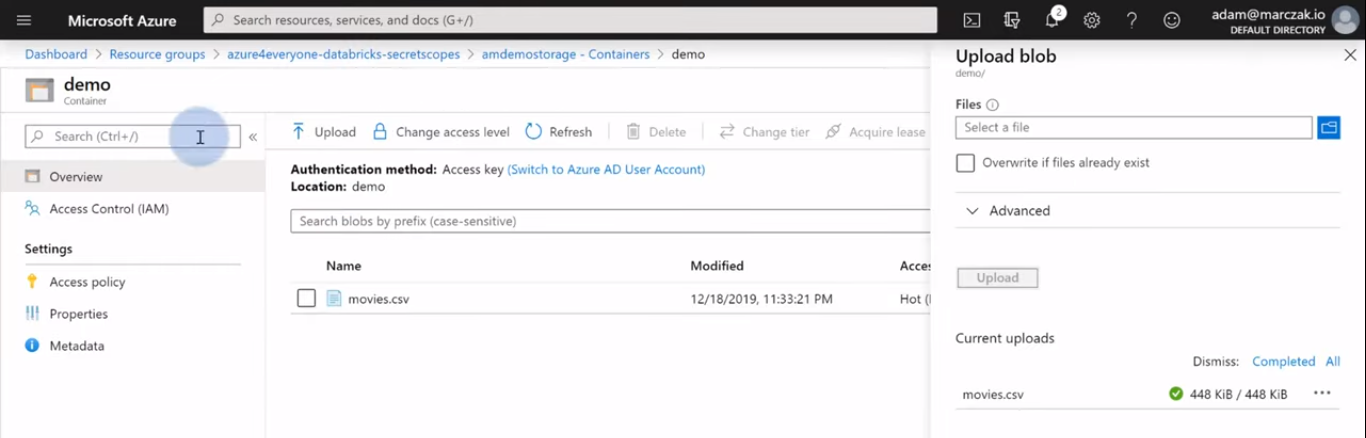 Microsoft Azure
Search resources, services, and docs (G+/)
2
adam@marczak.io
DEFAULT DIRECTORY
Dashboard > Resource groups > azure4everyone-databricks-secretscopes > amdemostorage - Containers > demo
demo
Container
Search (Ctrl+/)
«
Overview
Access Control (IAM)
Settings
Access policy
Properties
Metadata
Upload
Change access level
Refresh
Delete
Change tier
Acquire lease
Authentication method: Access key (Switch to Azure AD User Account)
Location: demo
Search blobs by prefix (case-sensitive)
Name Modified
movies.csv 12/18/2019, 11:33:21 PM Hot
Upload blob
demo/
Files
Select a file
Overwrite if files already exist
Advanced
Upload
Current uploads
Dismiss: Completed All
movies.csv 448 KiB / 448 KiB